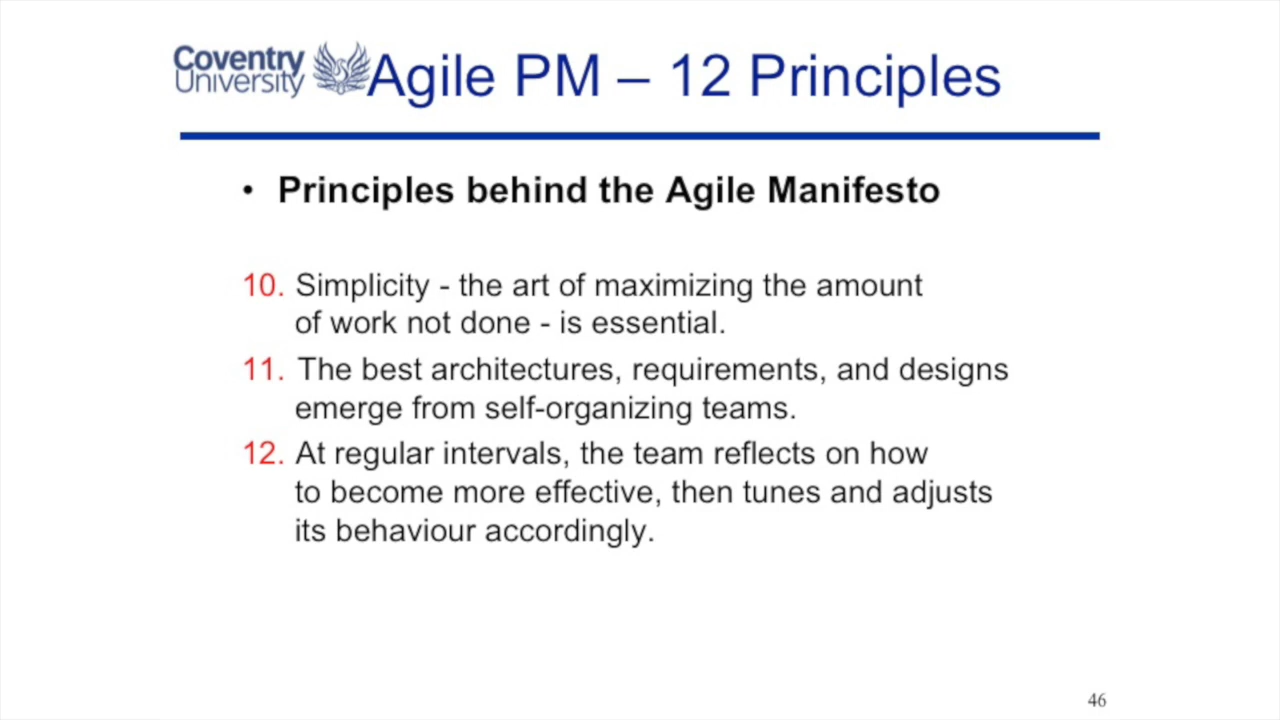 Coventry
University
Agile PM – 12 Principles
• Principles behind the Agile Manifesto
10. Simplicity - the art of maximizing the amount
of work not done - is essential.
11. The best architectures, requirements, and designs
emerge from self-organizing teams.
12. At regular intervals, the team reflects on how
to become more effective, then tunes and adjusts
its behaviour accordingly.
46